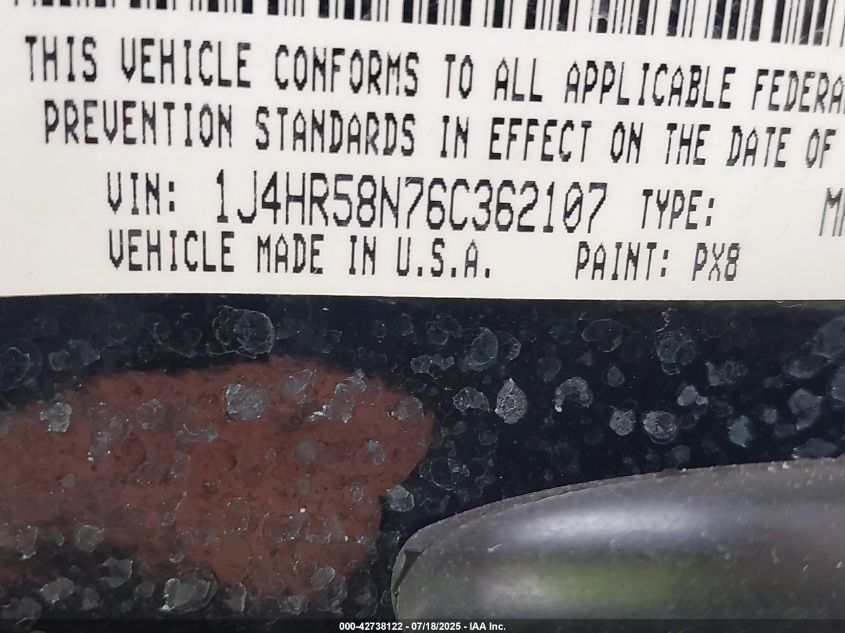 THIS VEHICLE CONFORMS TO ALL APPLICABLE FEDERA
PREVENTION STANDARDS IN EFFECT ON THE DATE OF
VIN: 1J4HR58N76C362107 TYPE:
VEHICLE MADE IN U.S.A. PAINT: PX8
000-42738122 - 07/18/2025 - IAA Inc.